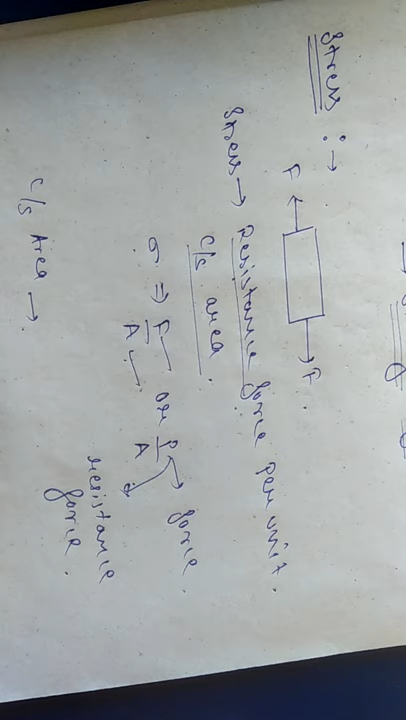 Stress : →
F ← → F
Stress → Resistance force per unit
c/s area.
σ ⇒ F/A or P/A → force
resistance
force.
c/s Area →